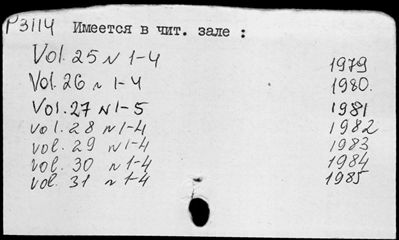 P3114 Имеется в чит. зале :
Vol. 25 N 1-4 1979
Vol. 26 N 1-4 1980.
Vol. 27 N 1-5 1981
vol. 28 N 1-4 1982
vol. 29 N 1-4 1983
vol. 30 N 1-4 1984
vol. 31 N 1-4 1985